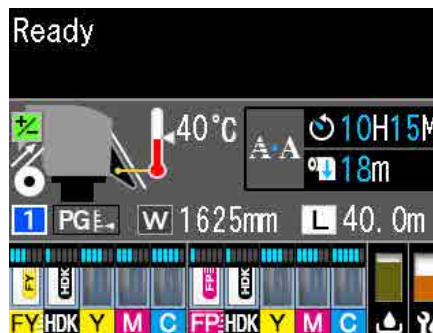 Ready
40°C
A·A
10H15M
18m
1 PG W 1625mm L 40.0m
FY HDK FP HDK
FY HDK Y M C FP HDK Y M C